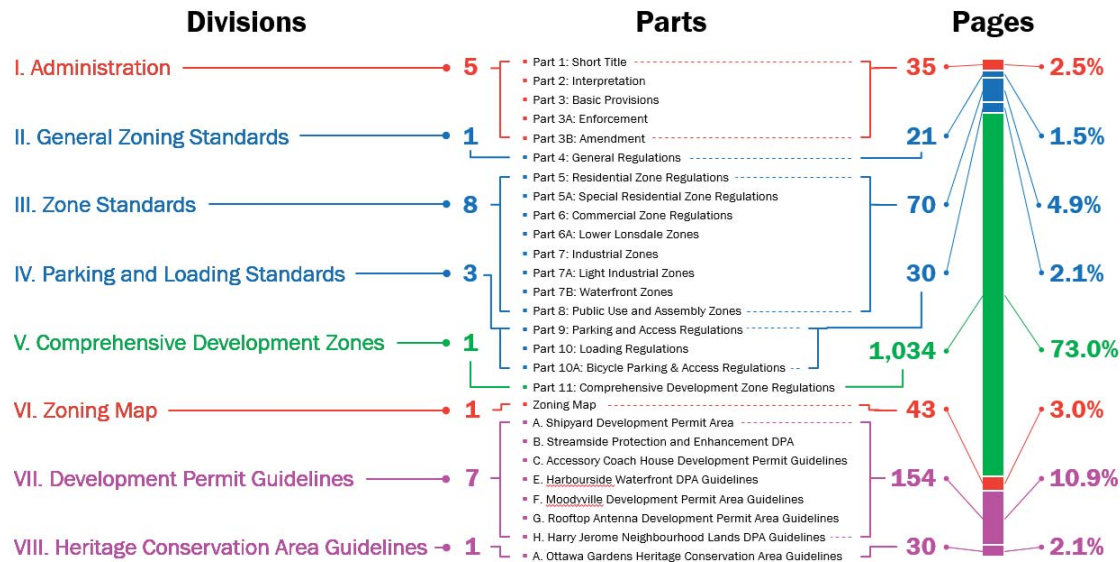 Divisions Parts Pages
I. Administration 5
II. General Zoning Standards 1
III. Zone Standards 8
IV. Parking and Loading Standards 3
V. Comprehensive Development Zones 1
VI. Zoning Map 1
VII. Development Permit Guidelines 7
VIII. Heritage Conservation Area Guidelines 1
Part 1: Short Title
Part 2: Interpretation
Part 3: Basic Provisions
Part 3A: Enforcement
Part 3B: Amendment
Part 4: General Regulations
Part 5: Residential Zone Regulations
Part 5A: Special Residential Zone Regulations
Part 6: Commercial Zone Regulations
Part 6A: Lower Lonsdale Zones
Part 7: Industrial Zones
Part 7A: Light Industrial Zones
Part 7B: Waterfront Zones
Part 8: Public Use and Assembly Zones
Part 9: Parking and Access Regulations
Part 10: Loading Regulations
Part 10A: Bicycle Parking & Access Regulations
Part 11: Comprehensive Development Zone Regulations
Zoning Map
A. Shipyard Development Permit Area
B. Streamside Protection and Enhancement DPA
C. Accessory Coach House Development Permit Guidelines
E. Harbourside Waterfront DPA Guidelines
F. Moodyville Development Permit Area Guidelines
G. Rooftop Antenna Development Permit Area Guidelines
H. Harry Jerome Neighbourhood Lands DPA Guidelines
A. Ottawa Gardens Heritage Conservation Area Guidelines
35 2.5%
21 1.5%
70 4.9%
30 2.1%
1,034 73.0%
43 3.0%
154 10.9%
30 2.1%